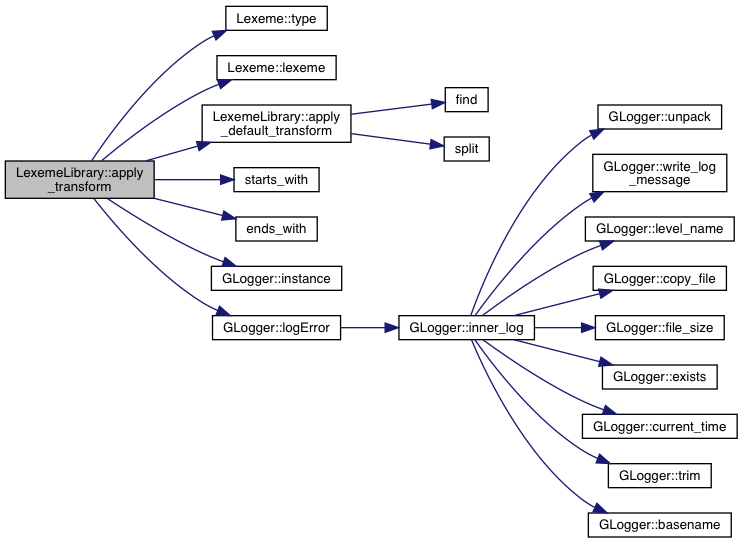 Lexeme::type
Lexeme::lexeme
LexemeLibrary::apply
_default_transform
find
split
LexemeLibrary::apply
_transform
starts_with
ends_with
GLogger::instance
GLogger::logError
GLogger::inner_log
GLogger::unpack
GLogger::write_log
_message
GLogger::level_name
GLogger::copy_file
GLogger::file_size
GLogger::exists
GLogger::current_time
GLogger::trim
GLogger::basename